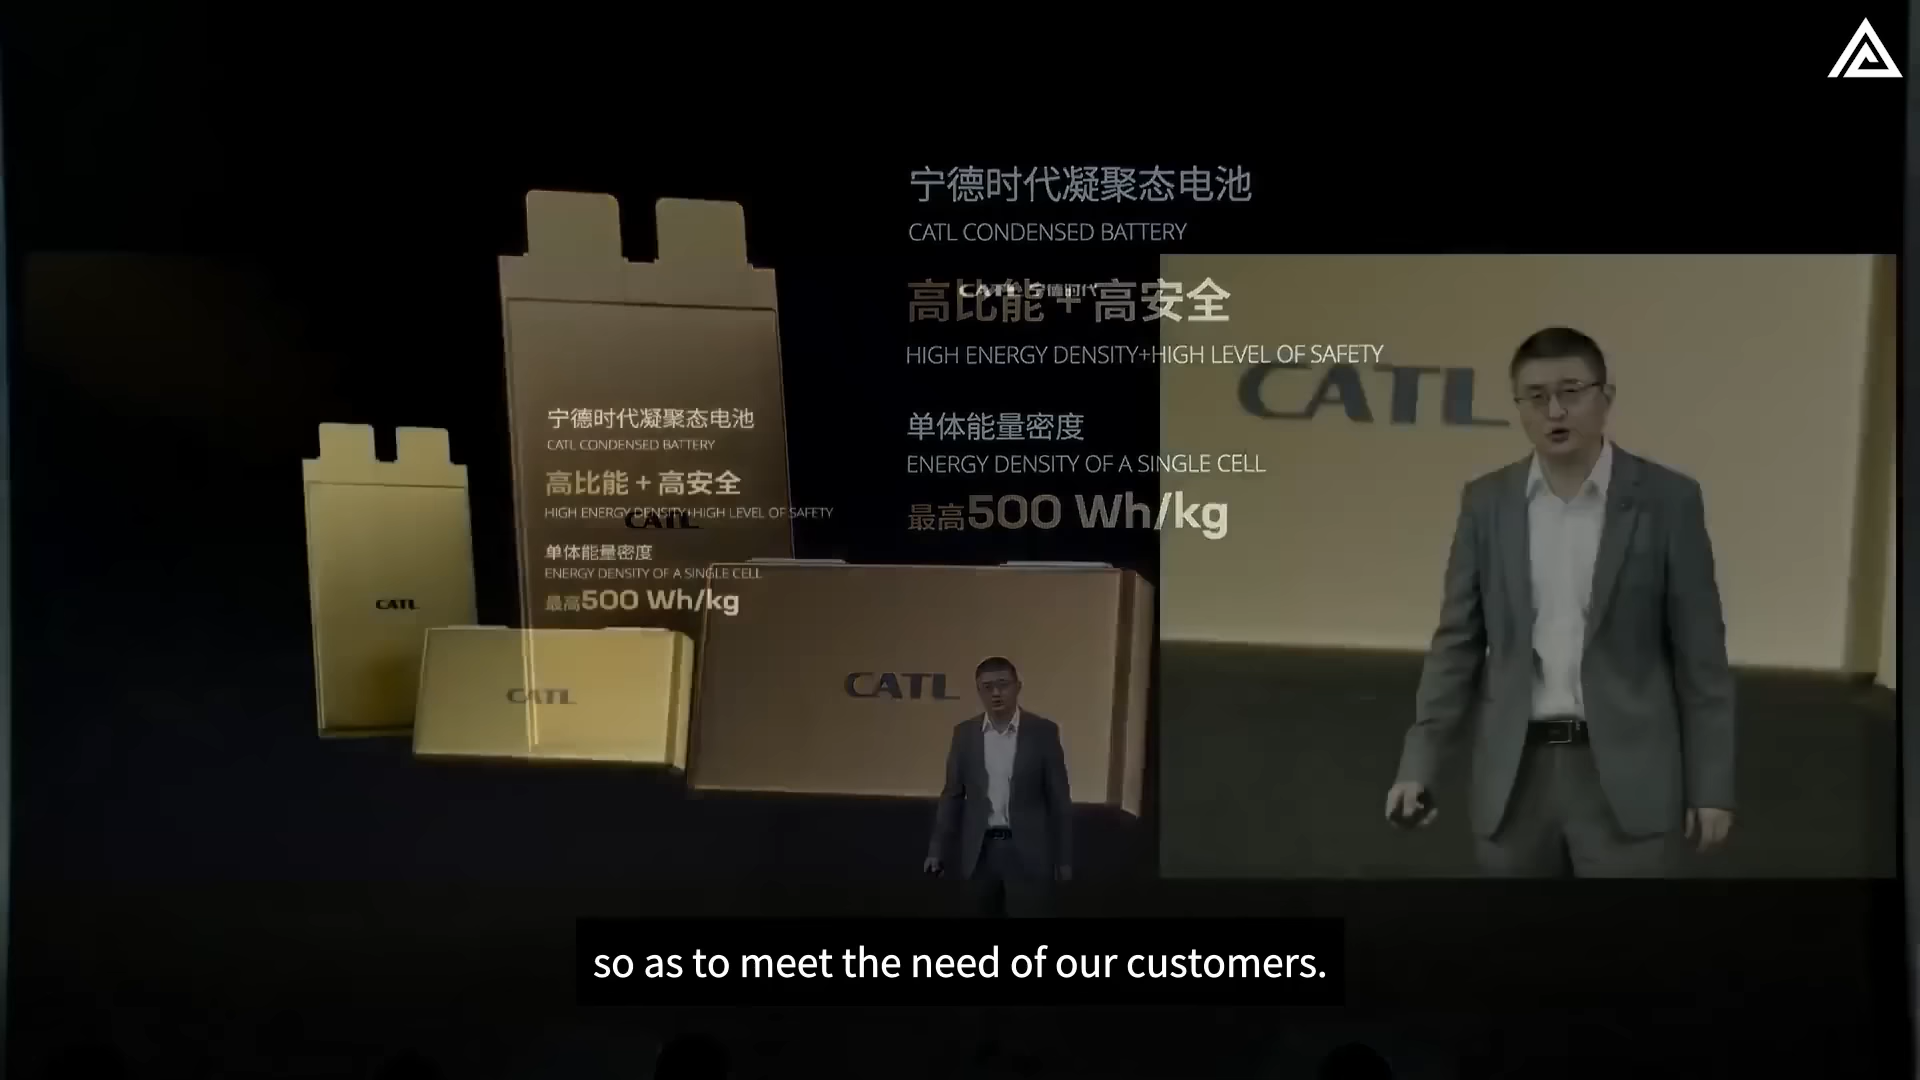 宁德时代凝聚态电池
CATL CONDENSED BATTERY
高比能+高安全
CATL 宁德时代
HIGH ENERGY DENSITY+HIGH LEVEL OF SAFETY
单体能量密度
ENERGY DENSITY OF A SINGLE CELL
最高500 Wh/kg
CATL
宁德时代凝聚态电池
CATL CONDENSED BATTERY
高比能+高安全
HIGH ENERGY DENSITY+HIGH LEVEL OF SAFETY
CATL
单体能量密度
ENERGY DENSITY OF A SINGLE CELL
最高500 Wh/kg
CATL
CATL
CATL
so as to meet the need of our customers.